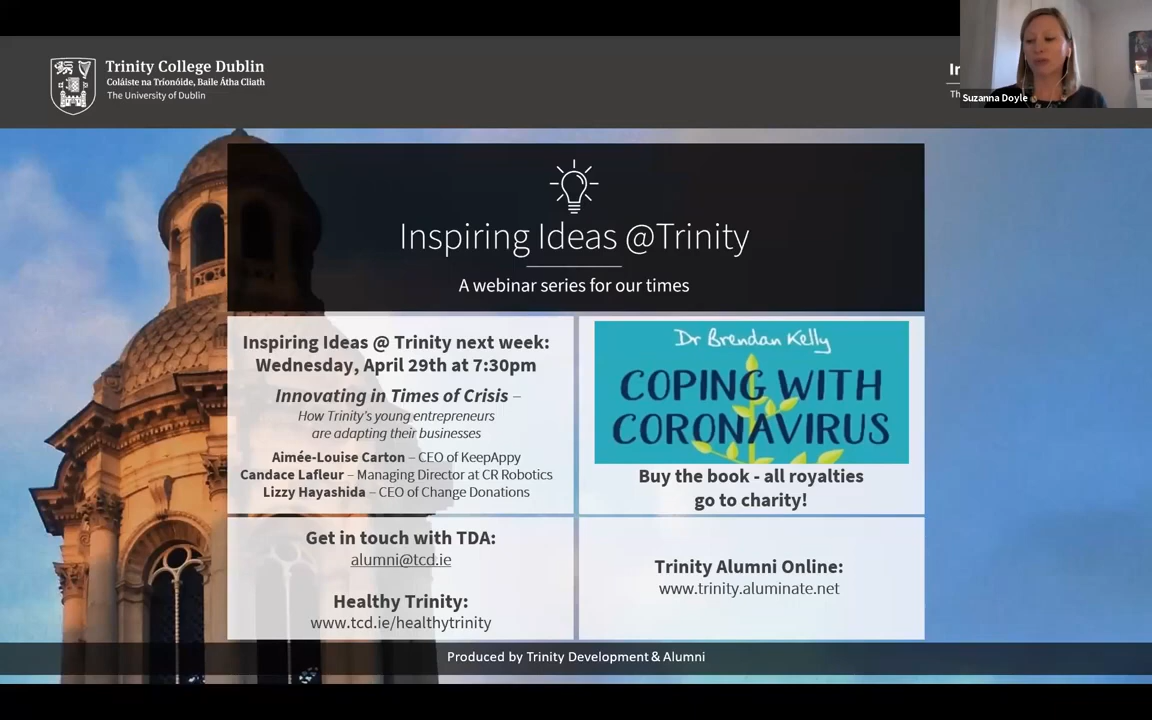 Trinity College Dublin
Coláiste na Tríonóide, Baile Átha Cliath
The University of Dublin
Suzanna Doyle
Inspiring Ideas @Trinity
A webinar series for our times
Inspiring Ideas @ Trinity next week:
Wednesday, April 29th at 7:30pm
Innovating in Times of Crisis –
How Trinity's young entrepreneurs
are adapting their businesses
Aimée-Louise Carton – CEO of KeepAppy
Candace Lafleur – Managing Director at CR Robotics
Lizzy Hayashida – CEO of Change Donations
Dr Brendan Kelly
COPING WITH
CORONAVIRUS
Buy the book - all royalties
go to charity!
Get in touch with TDA:
alumni@tcd.ie
Healthy Trinity:
www.tcd.ie/healthytrinity
Trinity Alumni Online:
www.trinity.aluminate.net
Produced by Trinity Development & Alumni